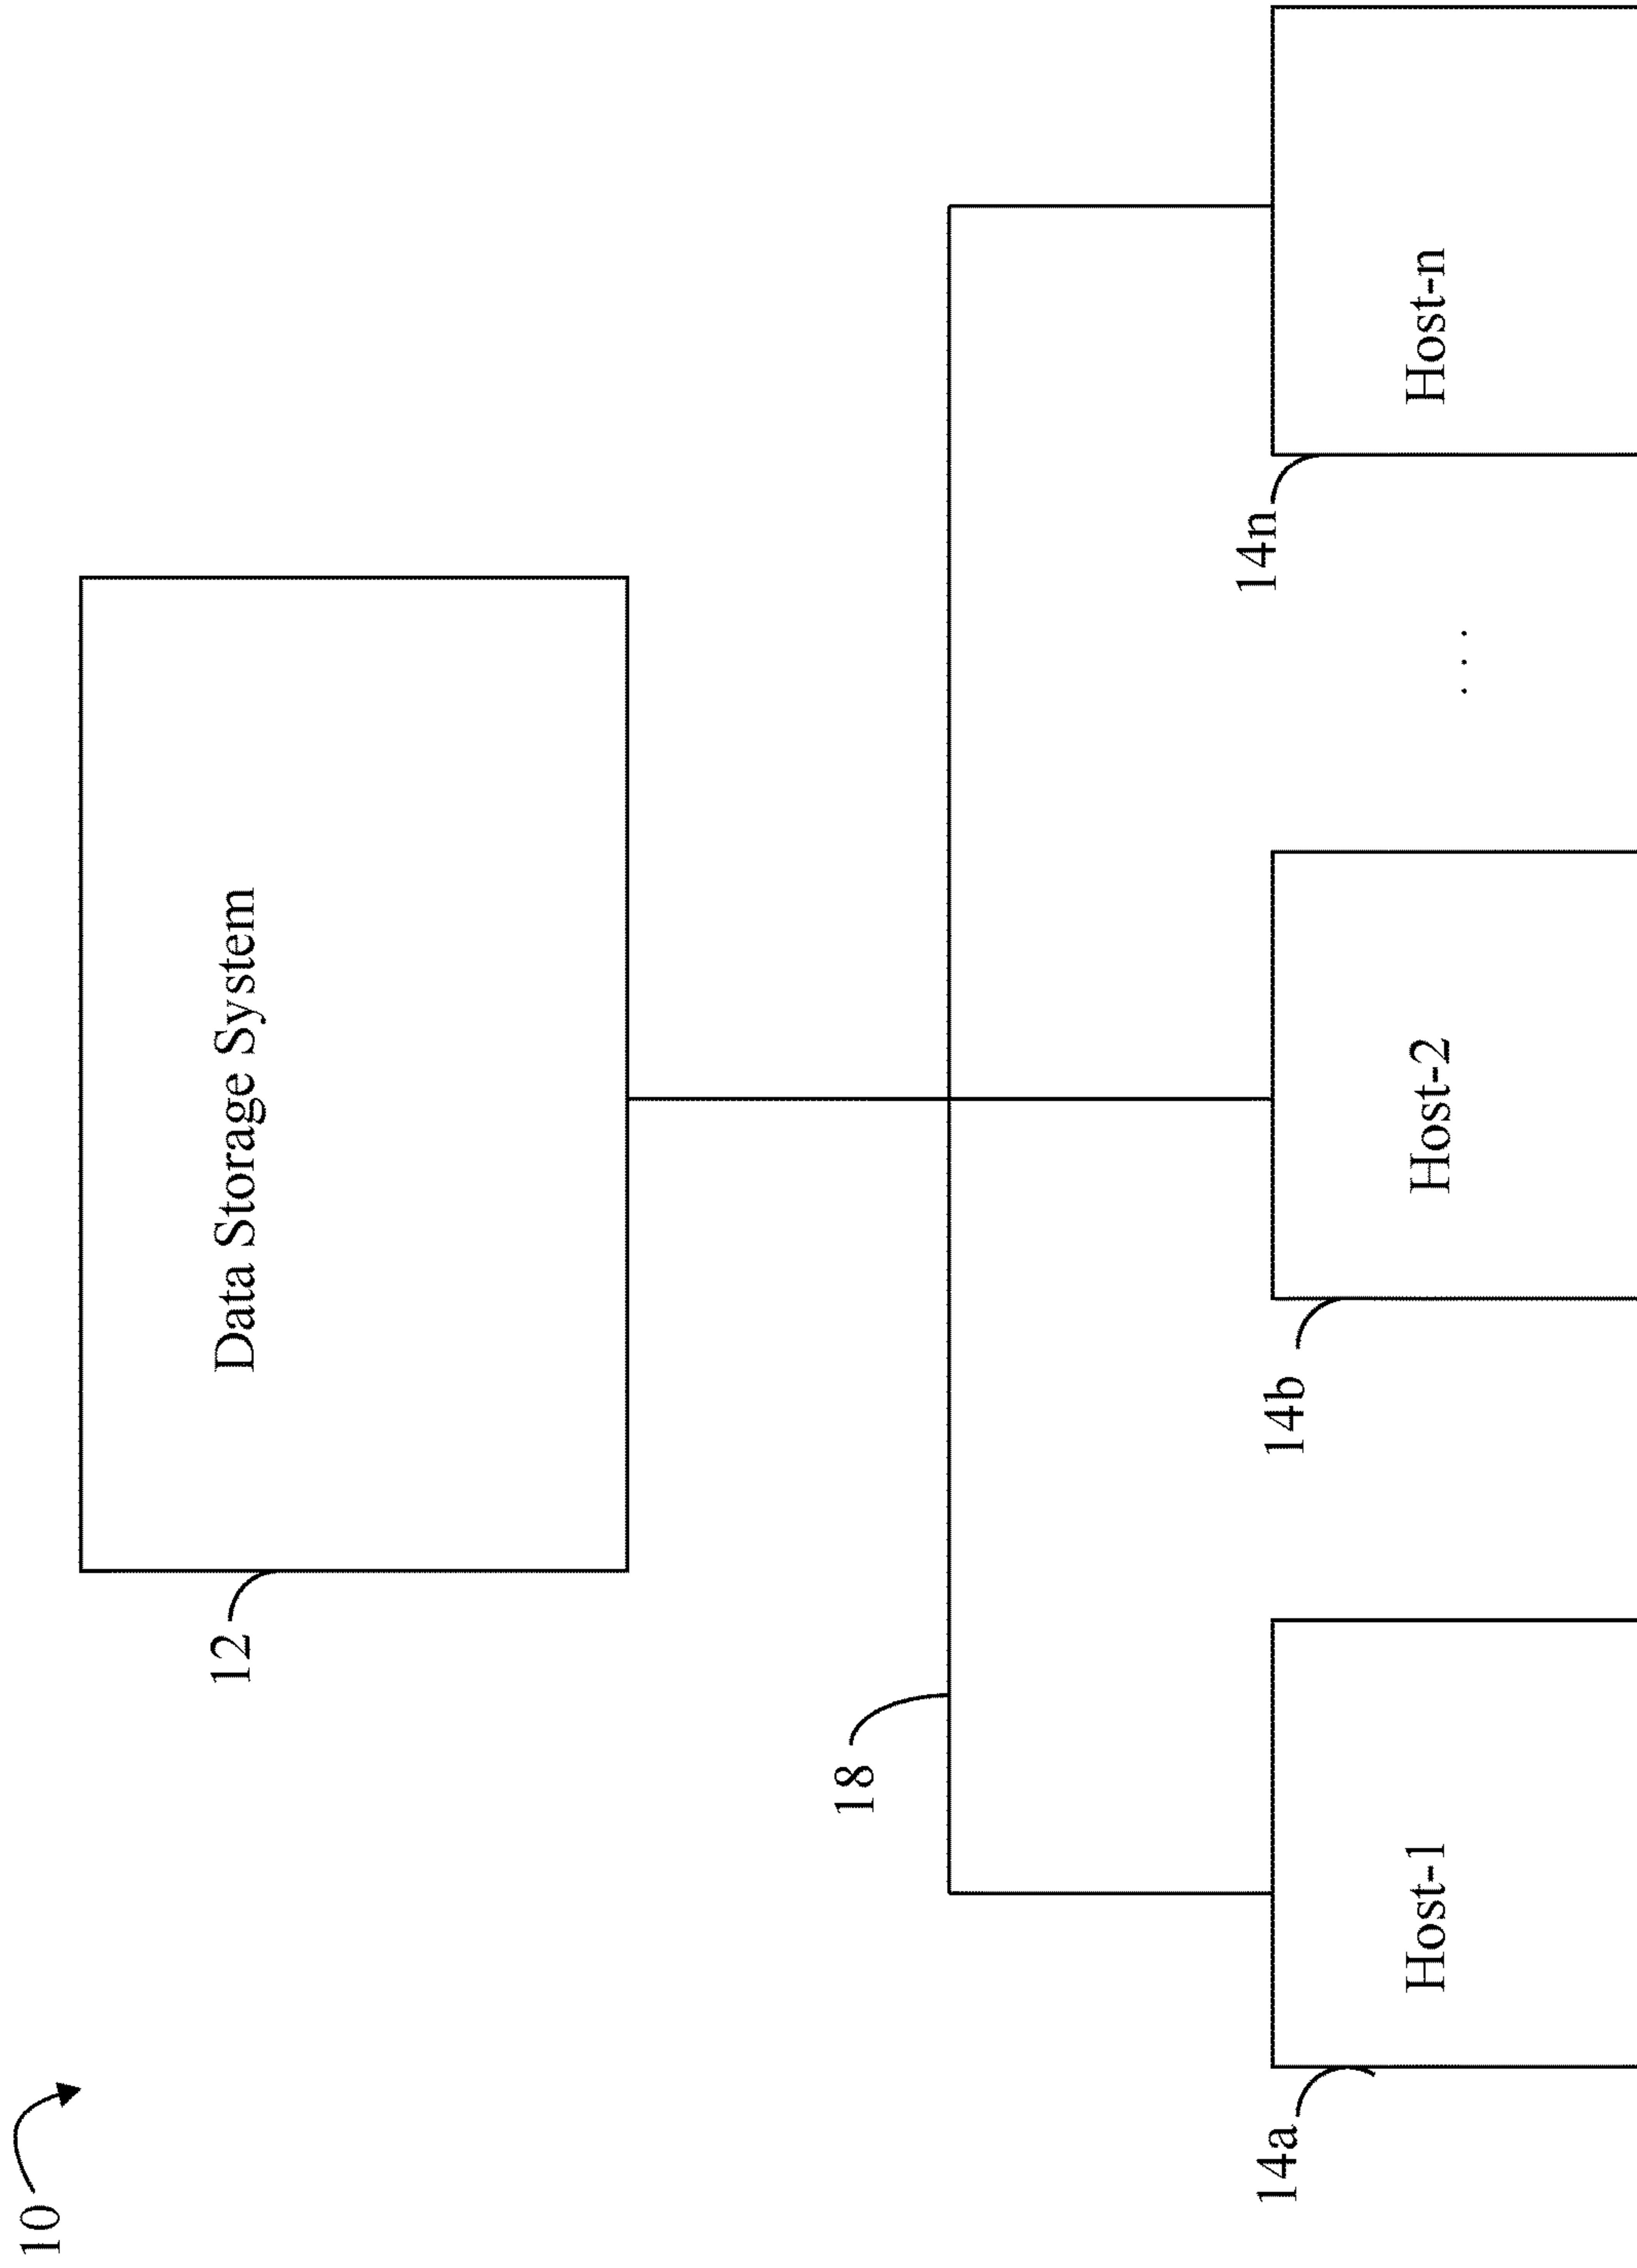 10
12
Data Storage System
18
14a
Host-1
14b
Host-2
. . .
14n
Host-n